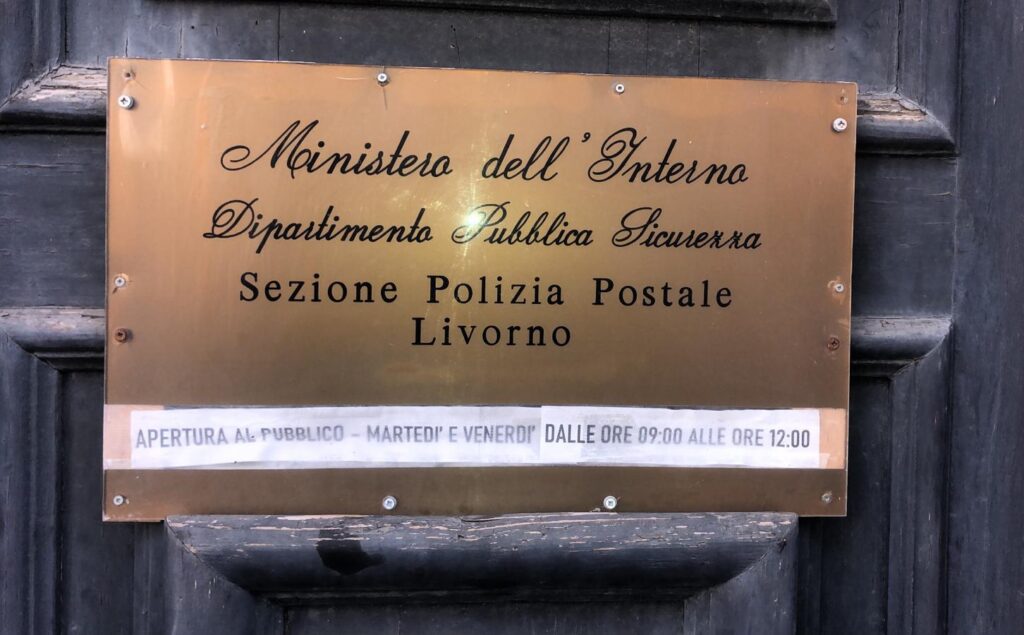 Ministero dell'Interno
Dipartimento Pubblica Sicurezza
Sezione Polizia Postale
Livorno
APERTURA AL PUBBLICO - MARTEDI' E VENERDI' DALLE ORE 09:00 ALLE ORE 12:00